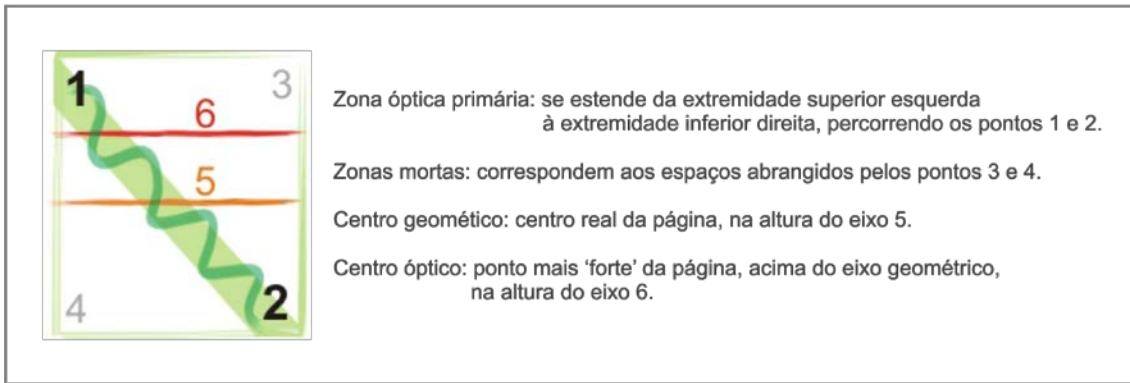 1
3
6
5
4
2
Zona óptica primária: se estende da extremidade superior esquerda
à extremidade inferior direita, percorrendo os pontos 1 e 2.
Zonas mortas: correspondem aos espaços abrangidos pelos pontos 3 e 4.
Centro geomético: centro real da página, na altura do eixo 5.
Centro óptico: ponto mais ‘forte’ da página, acima do eixo geométrico,
na altura do eixo 6.